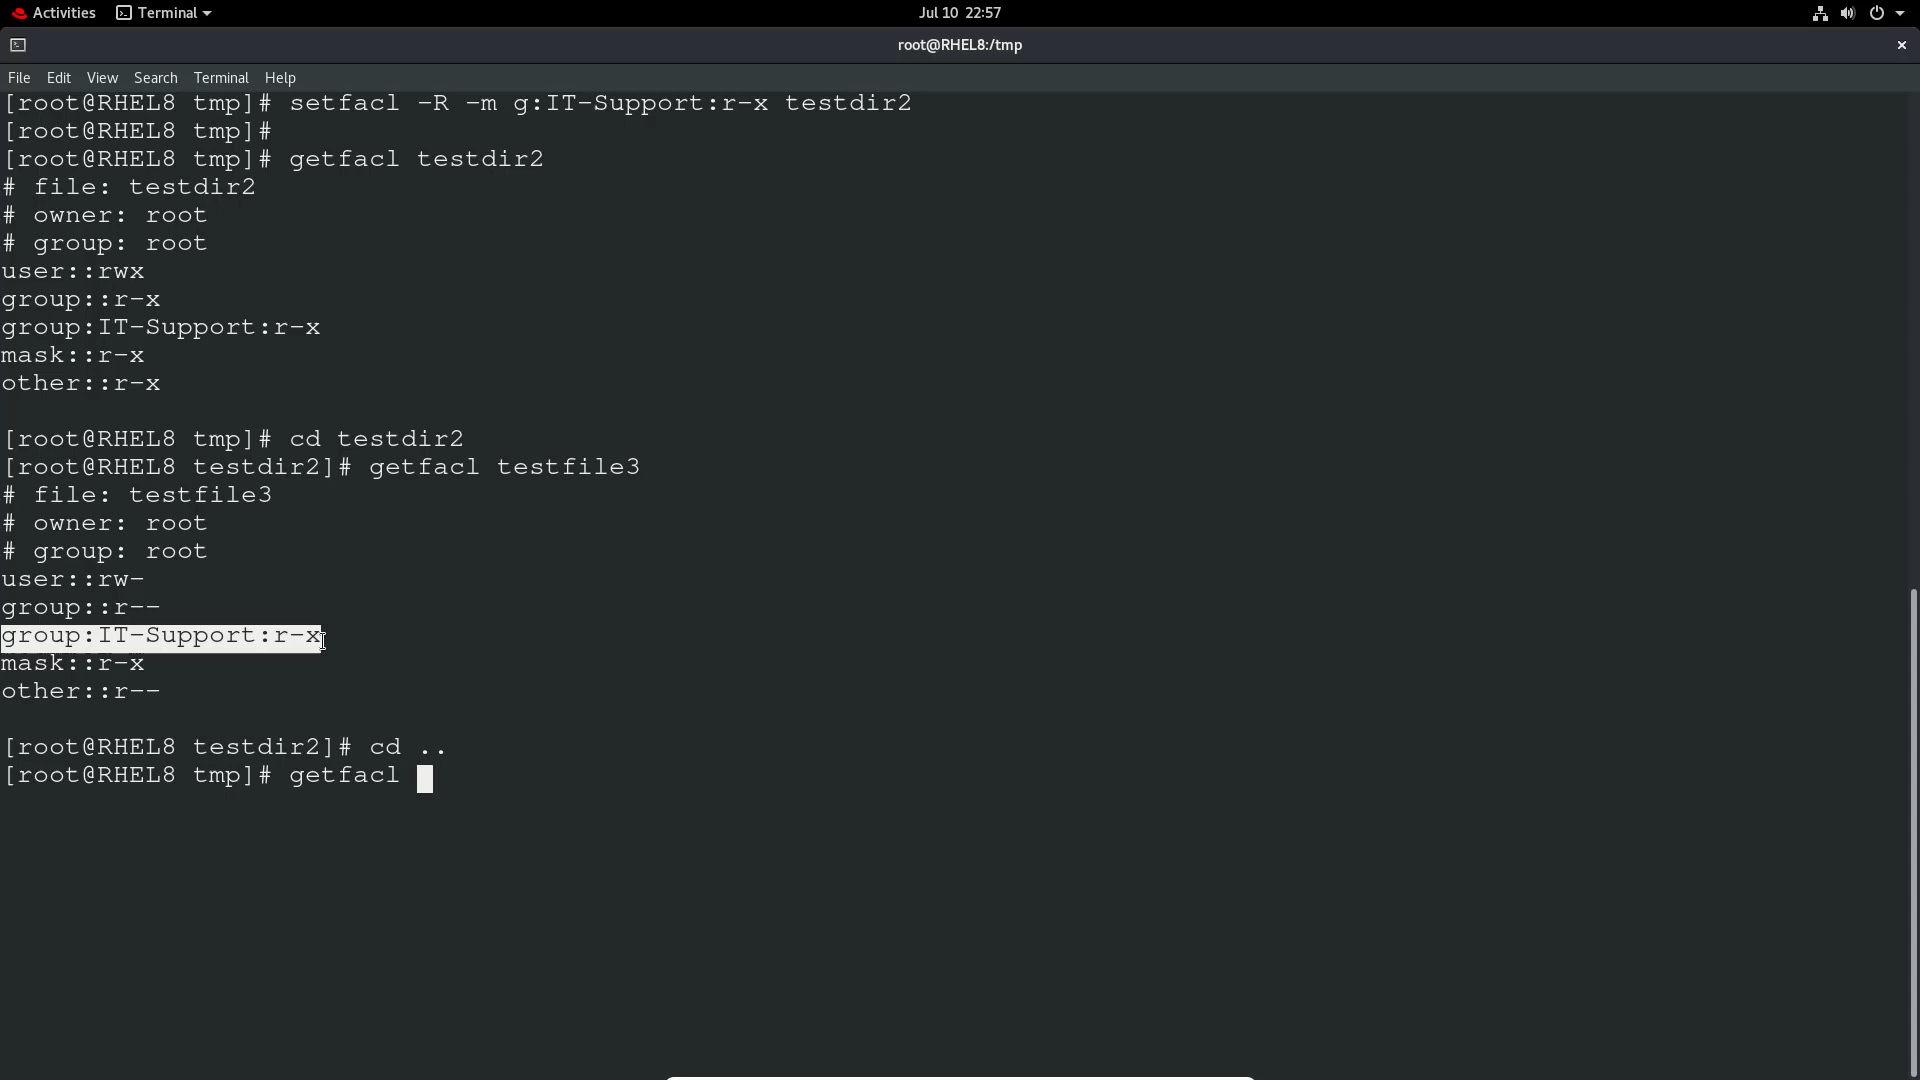 Activities Terminal Jul 10 22:57
root@RHEL8:/tmp
File Edit View Search Terminal Help
[root@RHEL8 tmp]# setfacl -R -m g:IT-Support:r-x testdir2
[root@RHEL8 tmp]#
[root@RHEL8 tmp]# getfacl testdir2
# file: testdir2
# owner: root
# group: root
user::rwx
group::r-x
group:IT-Support:r-x
mask::r-x
other::r-x
[root@RHEL8 tmp]# cd testdir2
[root@RHEL8 testdir2]# getfacl testfile3
# file: testfile3
# owner: root
# group: root
user::rw-
group::r--
group:IT-Support:r-x
mask::r-x
other::r--
[root@RHEL8 testdir2]# cd ..
[root@RHEL8 tmp]# getfacl